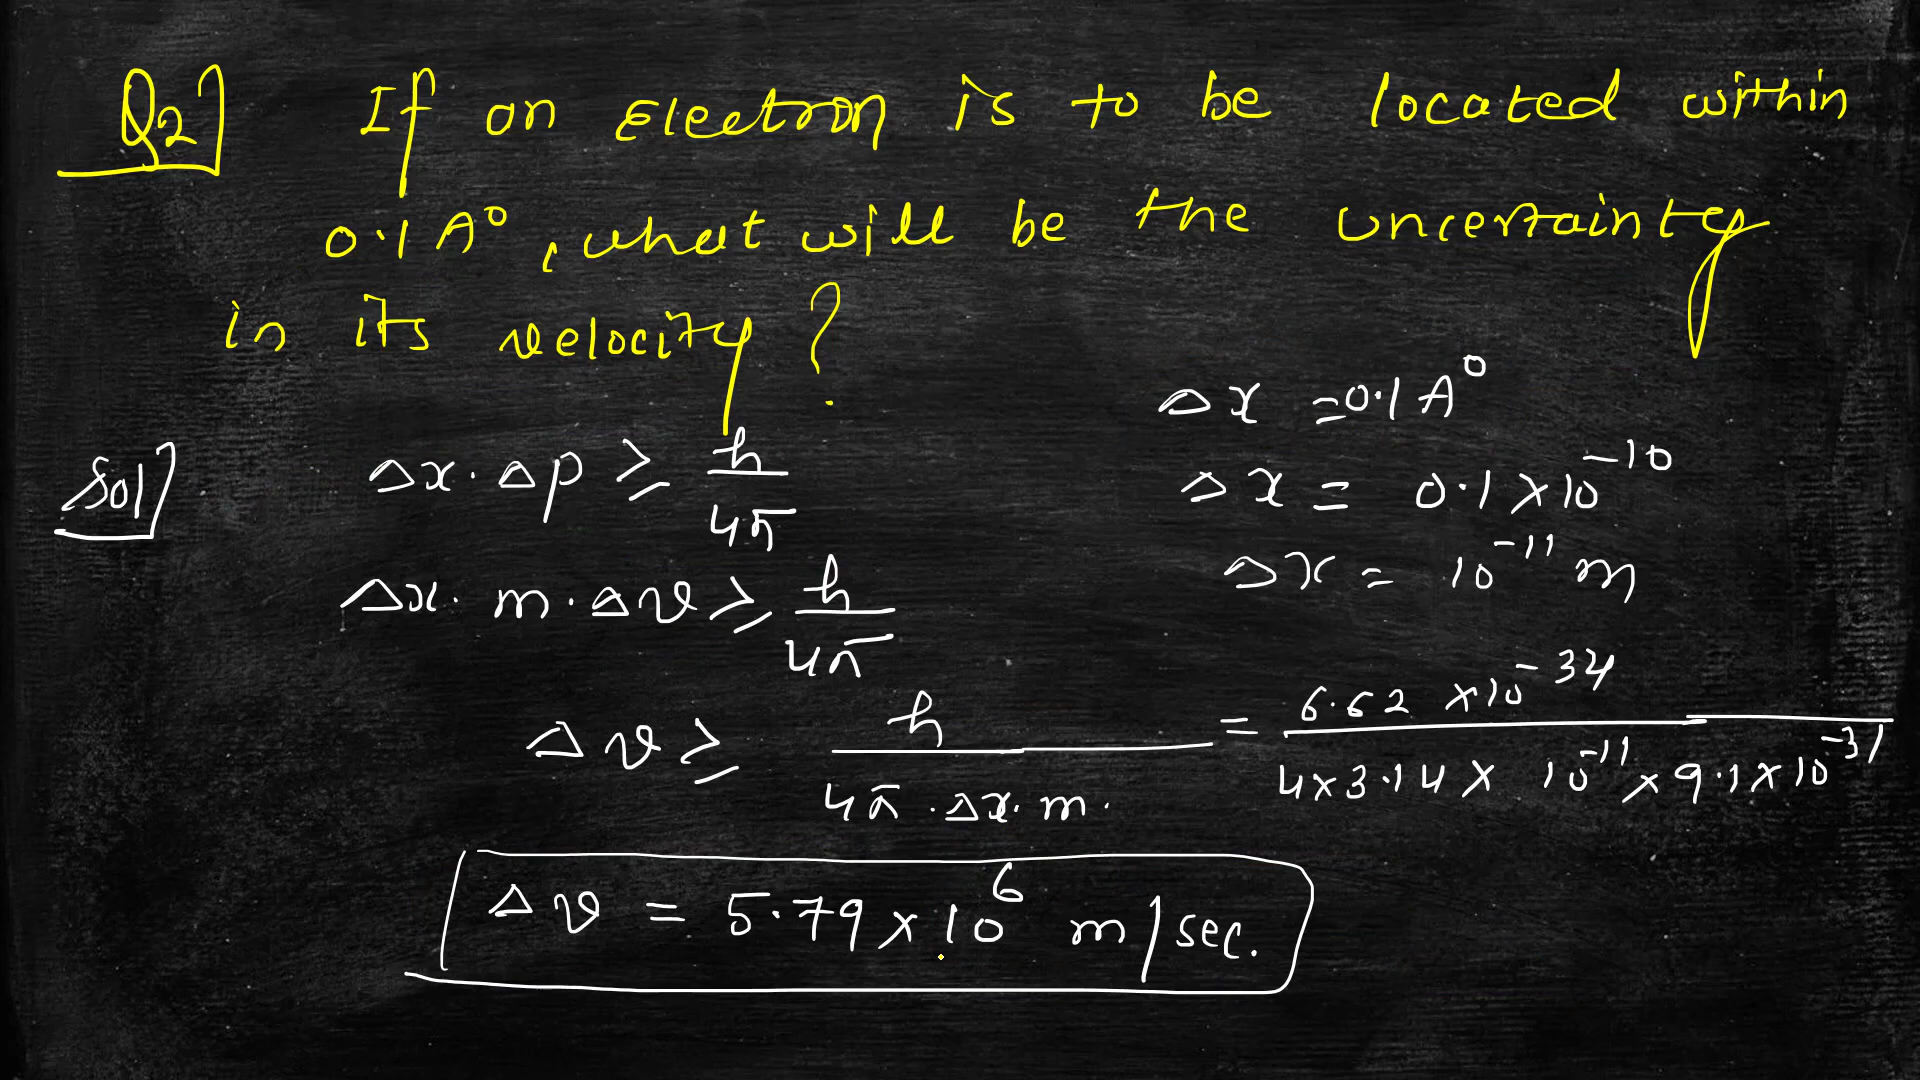 Q2] If an Electron is to be located within
0.1 A⁰, what will be the uncertainty
in its velocity?
Sol]
Δx.Δp ≥ h/4π
Δx. m.Δv ≥ h/4π
Δv ≥ h/4π.Δx.m. = 6.62 ×10⁻³⁴/4×3.14× 10⁻¹¹×9.1×10⁻³¹
Δx = 0.1 A⁰
Δx = 0.1×10⁻¹⁰
Δx = 10⁻¹¹ m
Δv = 5.79×10⁶ m/sec.